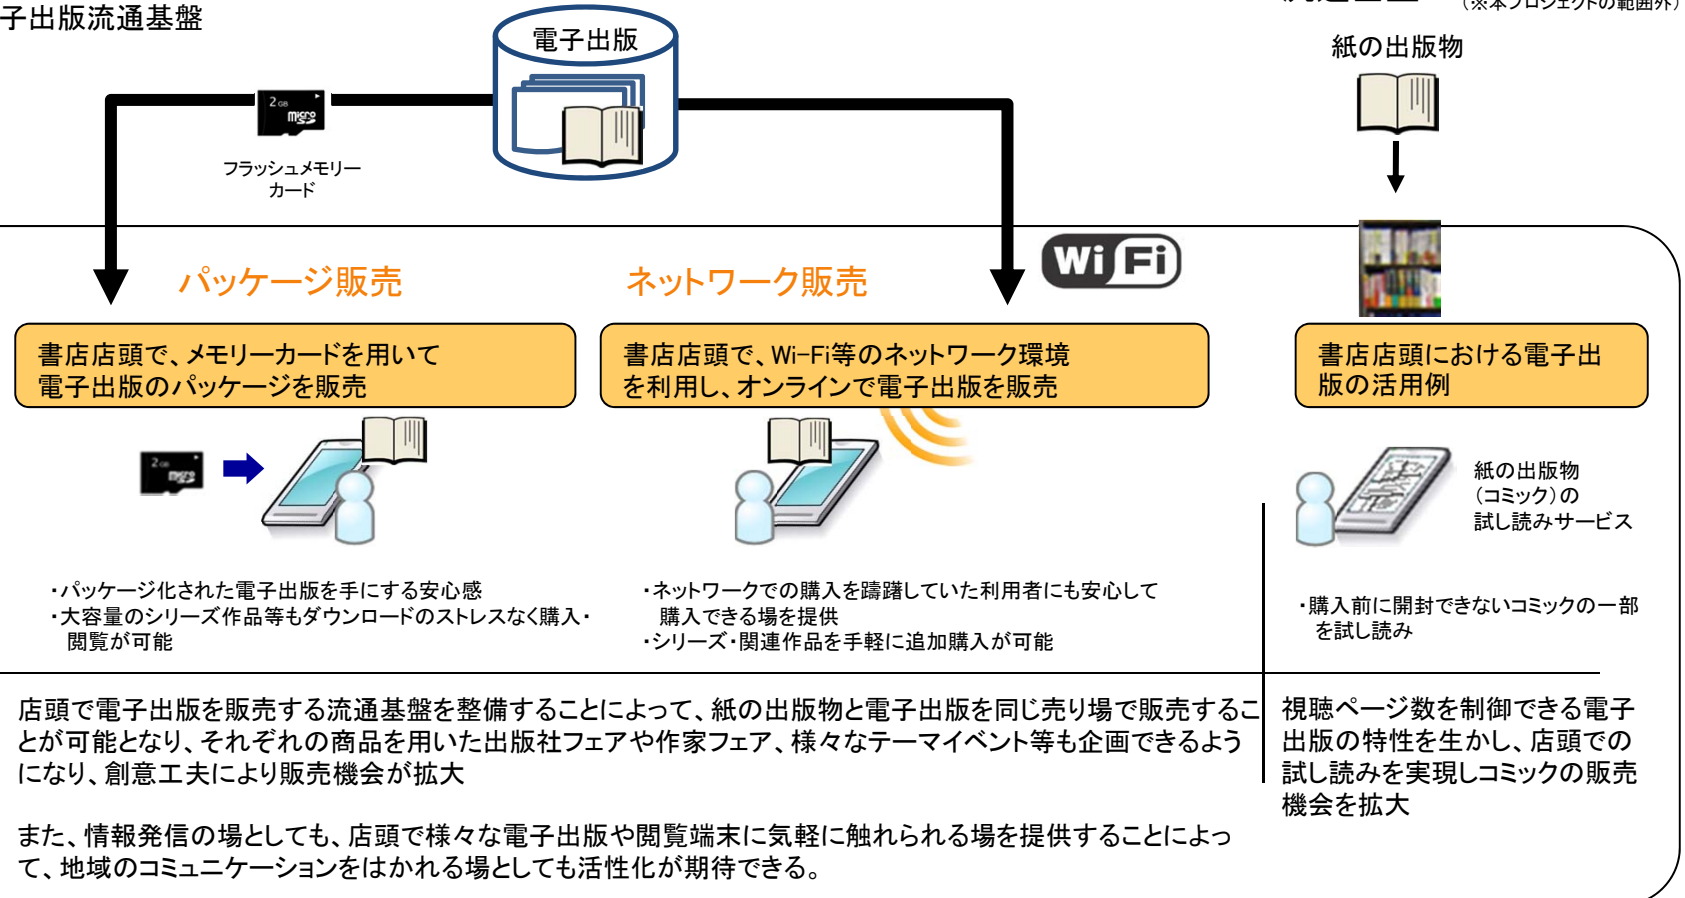 子出版流通基盤
電子出版
(※本プロジェクトの範囲外)
紙の出版物
2 GB
micro
フラッシュメモリー
カード
Wi Fi
パッケージ販売
ネットワーク販売
書店店頭で、メモリーカードを用いて
電子出版のパッケージを販売
書店店頭で、Wi-Fi等のネットワーク環境
を利用し、オンラインで電子出版を販売
書店店頭における電子出
版の活用例
2 GB
micro
紙の出版物
（コミック）の
試し読みサービス
・パッケージ化された電子出版を手にする安心感
・大容量のシリーズ作品等もダウンロードのストレスなく購入・
閲覧が可能
・ネットワークでの購入を躊躇していた利用者にも安心して
購入できる場を提供
・シリーズ・関連作品を手軽に追加購入が可能
・購入前に開封できないコミックの一部
を試し読み
店頭で電子出版を販売する流通基盤を整備することによって、紙の出版物と電子出版を同じ売り場で販売するこ
とが可能となり、それぞれの商品を用いた出版社フェアや作家フェア、様々なテーマイベント等も企画できるよう
になり、創意工夫により販売機会が拡大
また、情報発信の場としても、店頭で様々な電子出版や閲覧端末に気軽に触れられる場を提供することによっ
て、地域のコミュニケーションをはかれる場としても活性化が期待できる。
視聴ページ数を制御できる電子
出版の特性を生かし、店頭での
試し読みを実現しコミックの販売
機会を拡大